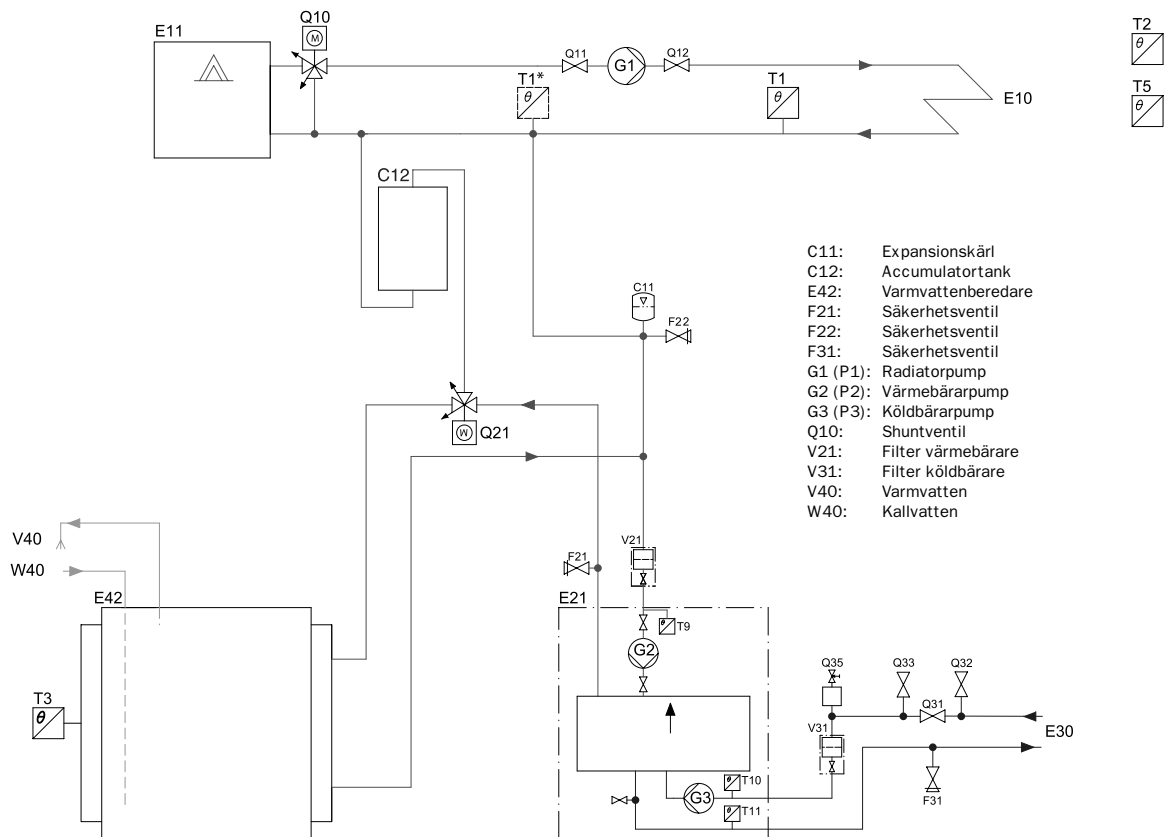 Q10
E11
M
T2
θ
Q11
G1
Q12
T1*
θ
T1
θ
E10
T5
θ
C12
C11: Expansionskärl
C12: Accumulatortank
E42: Varmvattenberedare
F21: Säkerhetsventil
F22: Säkerhetsventil
F31: Säkerhetsventil
G1 (P1): Radiatorpump
G2 (P2): Värmebärarpump
G3 (P3): Köldbärarpump
Q10: Shuntventil
V21: Filter värmebärare
V31: Filter köldbärare
V40: Varmvatten
W40: Kallvatten
C11
F22
M
Q21
V40
W40
V21
F21
E42
E21
θ
T9
G2
T3
θ
Q35
Q33
Q32
Q31
E30
V31
θ
T10
G3
θ
T11
F31